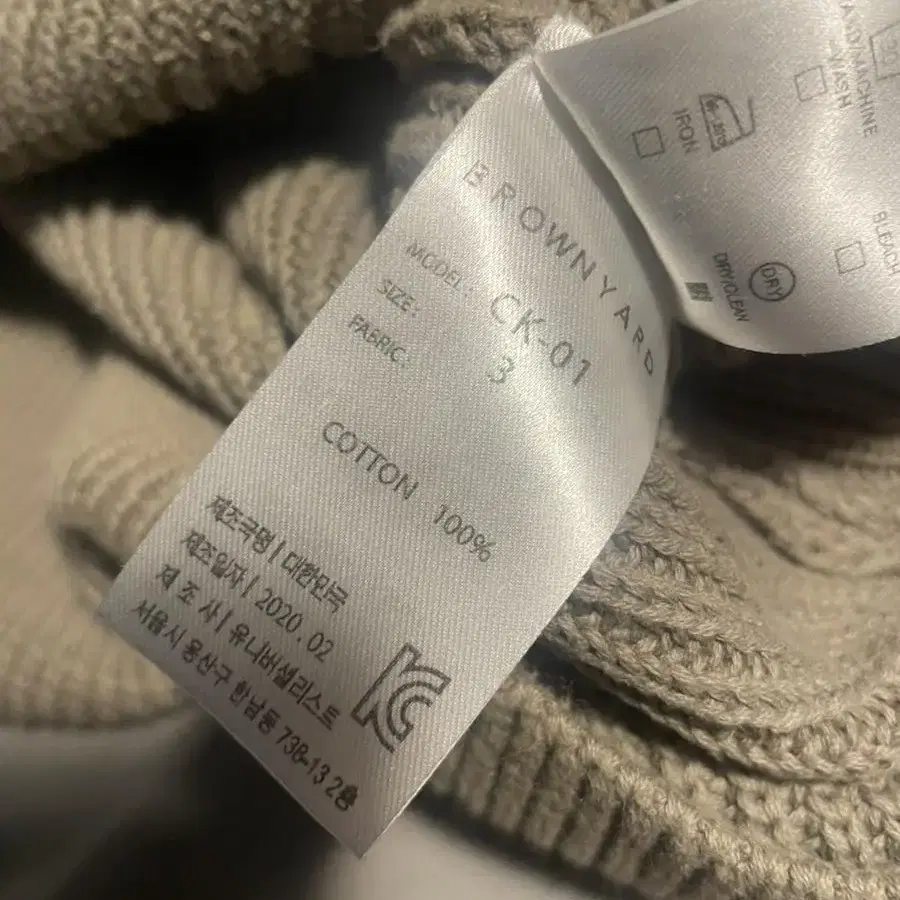 BROWNYARD
MODEL: CK-01
SIZE: 3
FABRIC:
COTTON 100%
제조국명 | 대한민국
제조일자 | 2020.02
제 조 사 | 유니버셜리스트
서울시 용산구 한남동 738-13 2층
KC
EASY/MACHINE
WASH
IRON
BLEACH
DRY/CLEAN
DRY